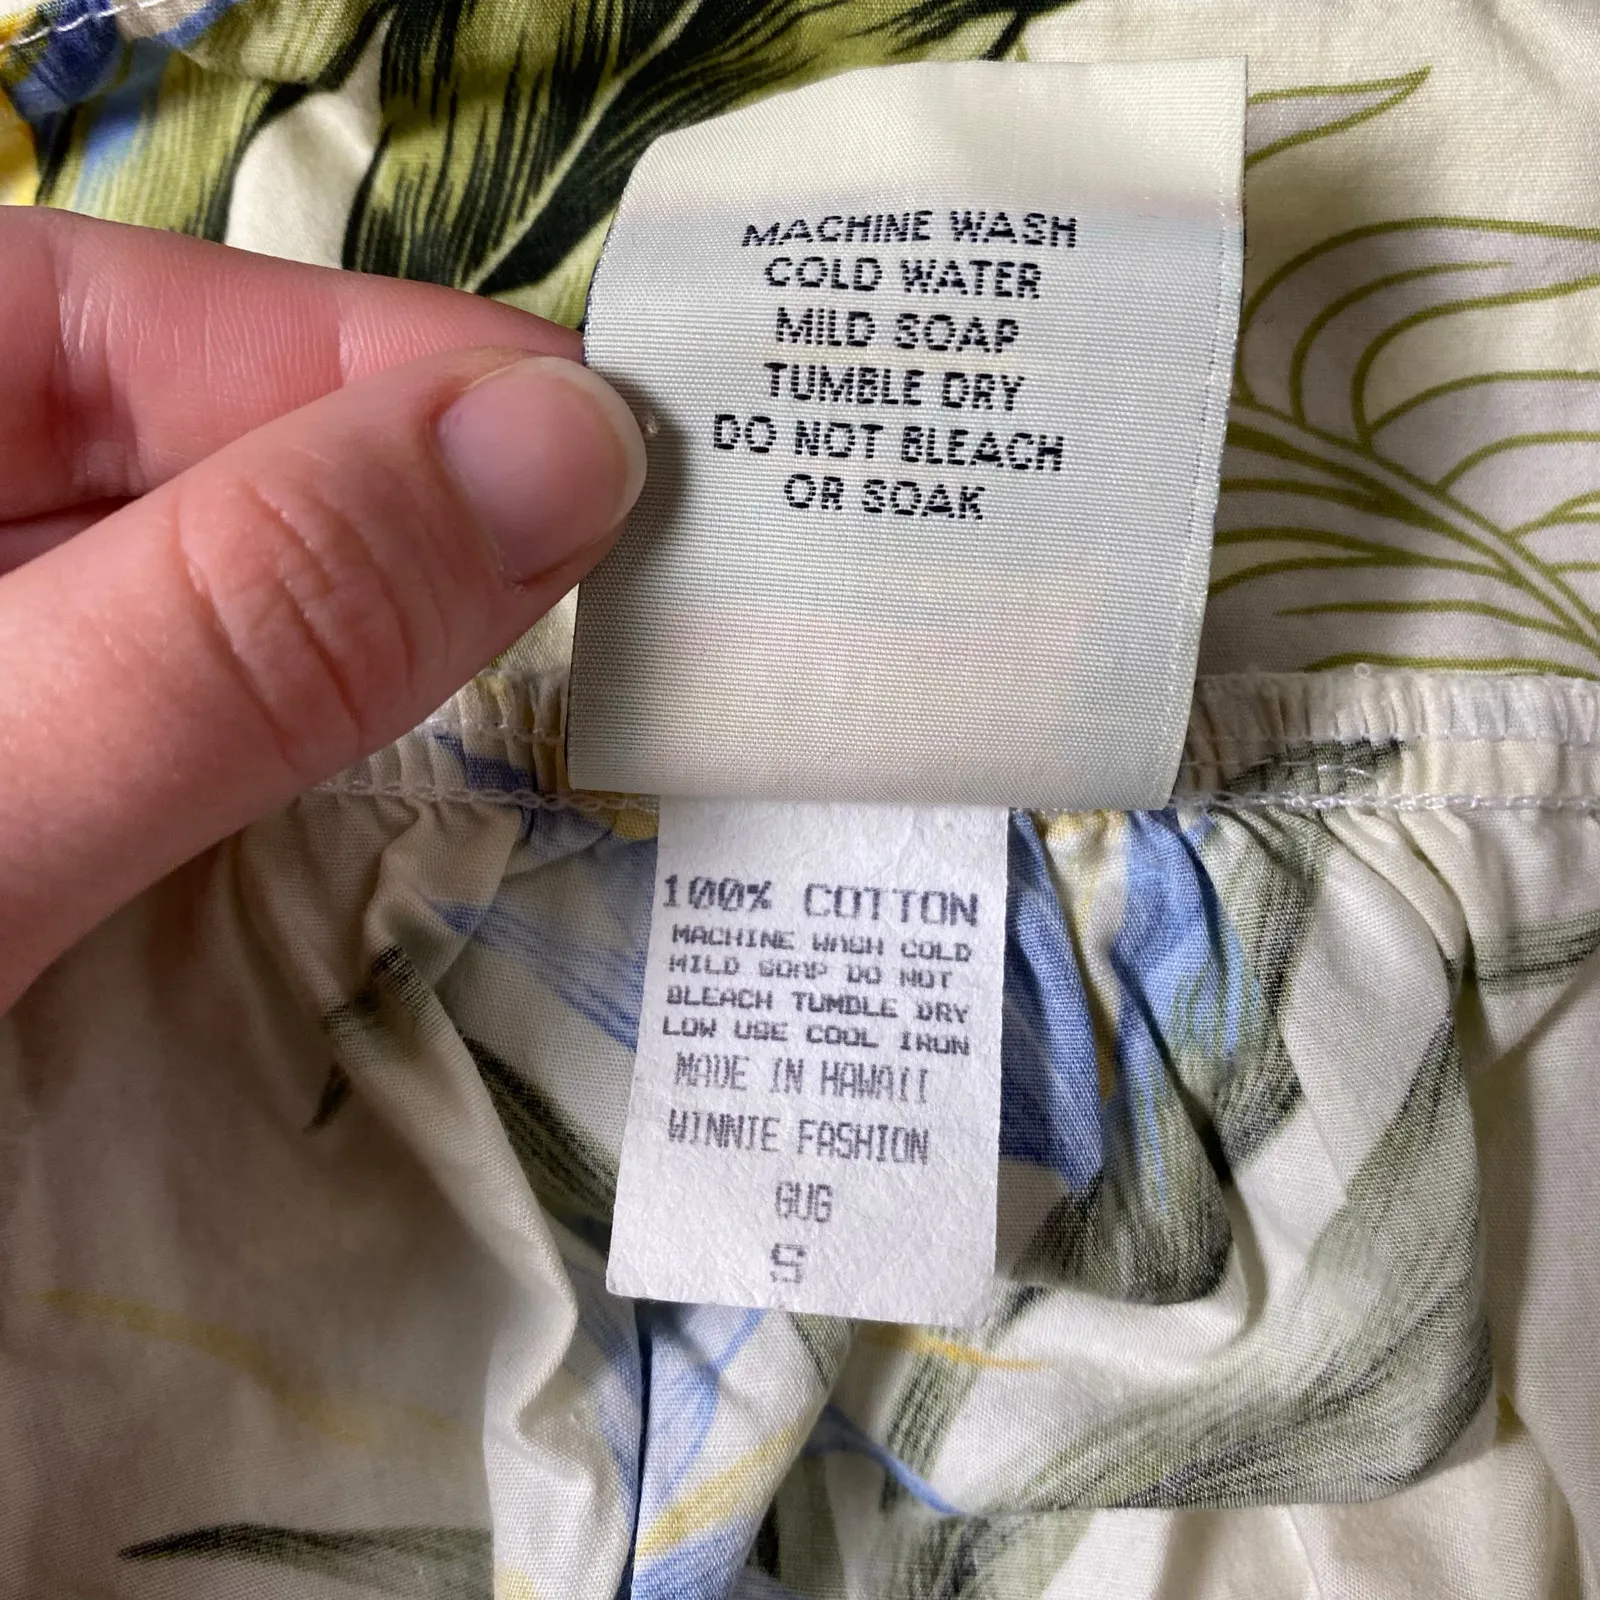 MACHINE WASH
COLD WATER
MILD SOAP
TUMBLE DRY
DO NOT BLEACH
OR SOAK
100% COTTON
MACHINE WASH COLD
MILD SOAP DO NOT
BLEACH TUMBLE DRY
LOW USE COOL IRON
MADE IN HAWAII
WINNIE FASHION
GUG
S